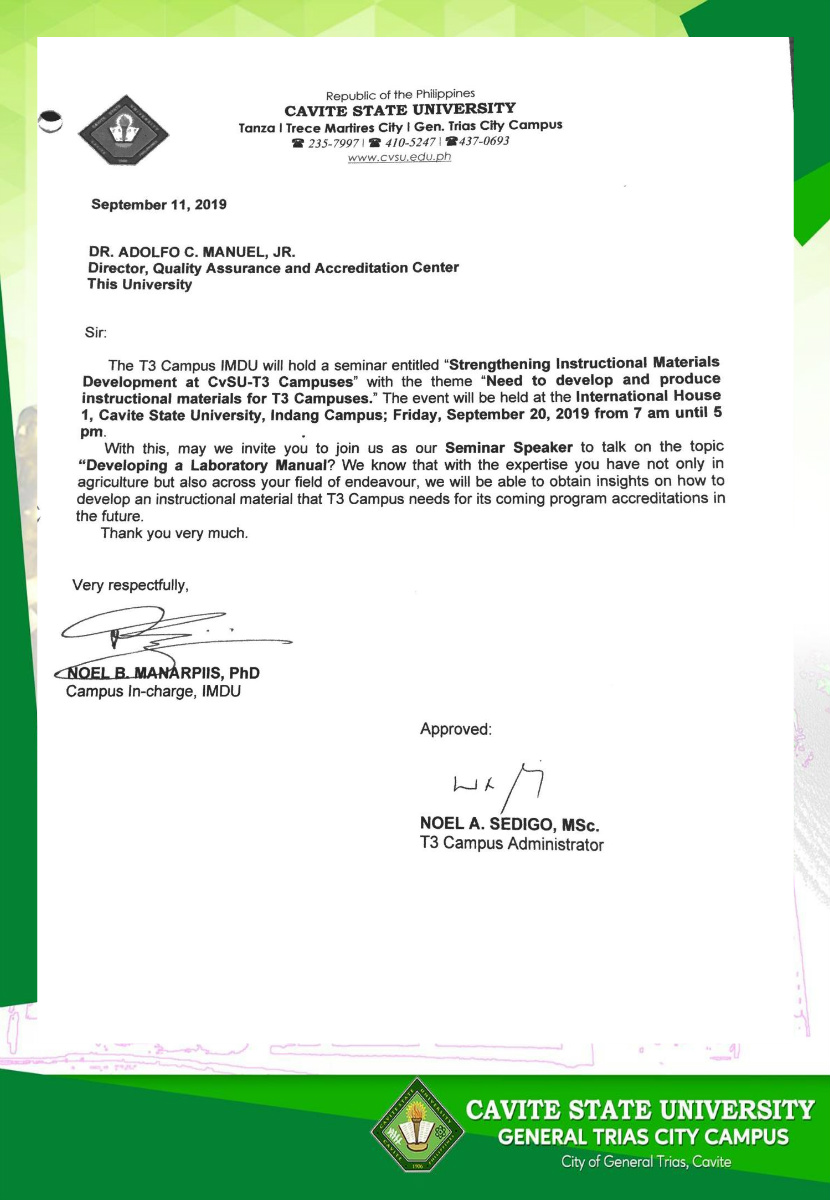 Republic of the Philippines
CAVITE STATE UNIVERSITY
Tanza I Trece Martires City I Gen. Trias City Campus
☎ 235-7997 I ☎ 410-5247 I ☎437-0693
www.cvsu.edu.ph
September 11, 2019
DR. ADOLFO C. MANUEL, JR.
Director, Quality Assurance and Accreditation Center
This University
Sir:
The T3 Campus IMDU will hold a seminar entitled “Strengthening Instructional Materials
Development at CvSU-T3 Campuses” with the theme “Need to develop and produce
instructional materials for T3 Campuses.” The event will be held at the International House
1, Cavite State University, Indang Campus; Friday, September 20, 2019 from 7 am until 5
pm.
With this, may we invite you to join us as our Seminar Speaker to talk on the topic
“Developing a Laboratory Manual? We know that with the expertise you have not only in
agriculture but also across your field of endeavour, we will be able to obtain insights on how to
develop an instructional material that T3 Campus needs for its coming program accreditations in
the future.
Thank you very much.
Very respectfully,
NOEL B. MANARPIIS, PhD
Campus In-charge, IMDU
Approved:
NOEL A. SEDIGO, MSc.
T3 Campus Administrator
CAVITE STATE UNIVERSITY
GENERAL TRIAS CITY CAMPUS
City of General Trias, Cavite